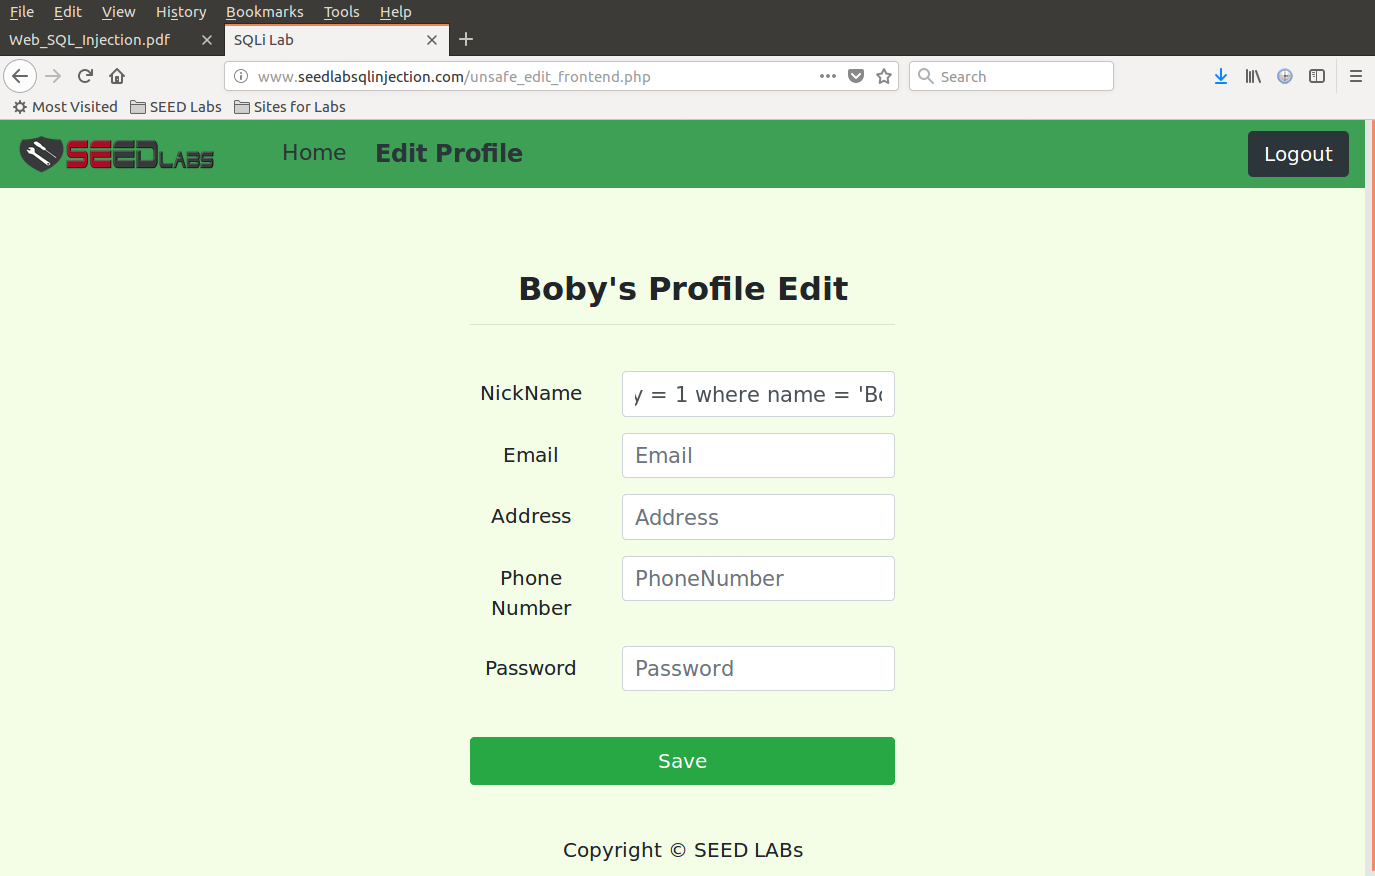 File Edit View History Bookmarks Tools Help
Web_SQL_Injection.pdf
SQLi Lab
www.seedlabsqlinjection.com/unsafe_edit_frontend.php
Search
Most Visited SEED Labs Sites for Labs
SEEDLABS Home Edit Profile Logout
Boby's Profile Edit
NickName y = 1 where name = 'Bo
Email Email
Address Address
Phone
Number PhoneNumber
Password Password
Save
Copyright © SEED LABs